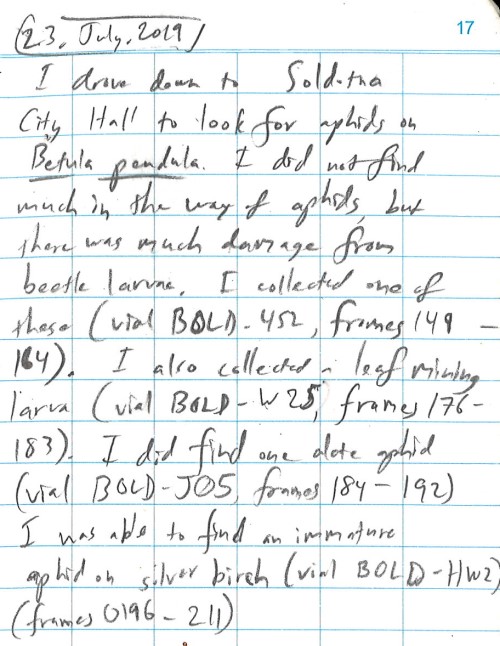 17
23. July, 2019
I drove down to Soldotna
City Hall to look for aphids on
Betula pendula. I did not find
much in the way of aphids, but
there was much damage from
beetle larvae. I collected one of
these (vial BOLD-452, frames 149 -
164). I also collected a leaf mining
larva (vial BOLD-W25, frames 176-
183). I did find one alate aphid
(vial BOLD-JO5, frames 184 - 192)
I was able to find an immature
aphid on silver birch (vial BOLD-HW2)
(frames 0196 - 211)